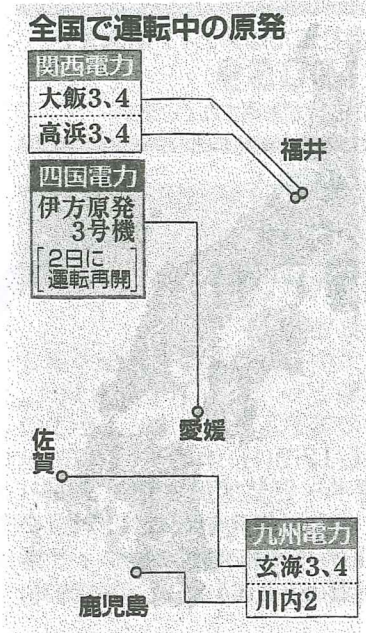 全国で運転中の原発
関西電力
大飯3、4
高浜3、4
福井
四国電力
伊方原発
3号機
[2日に
運転再開]
愛媛
佐賀
九州電力
玄海3、4
川内2
鹿児島